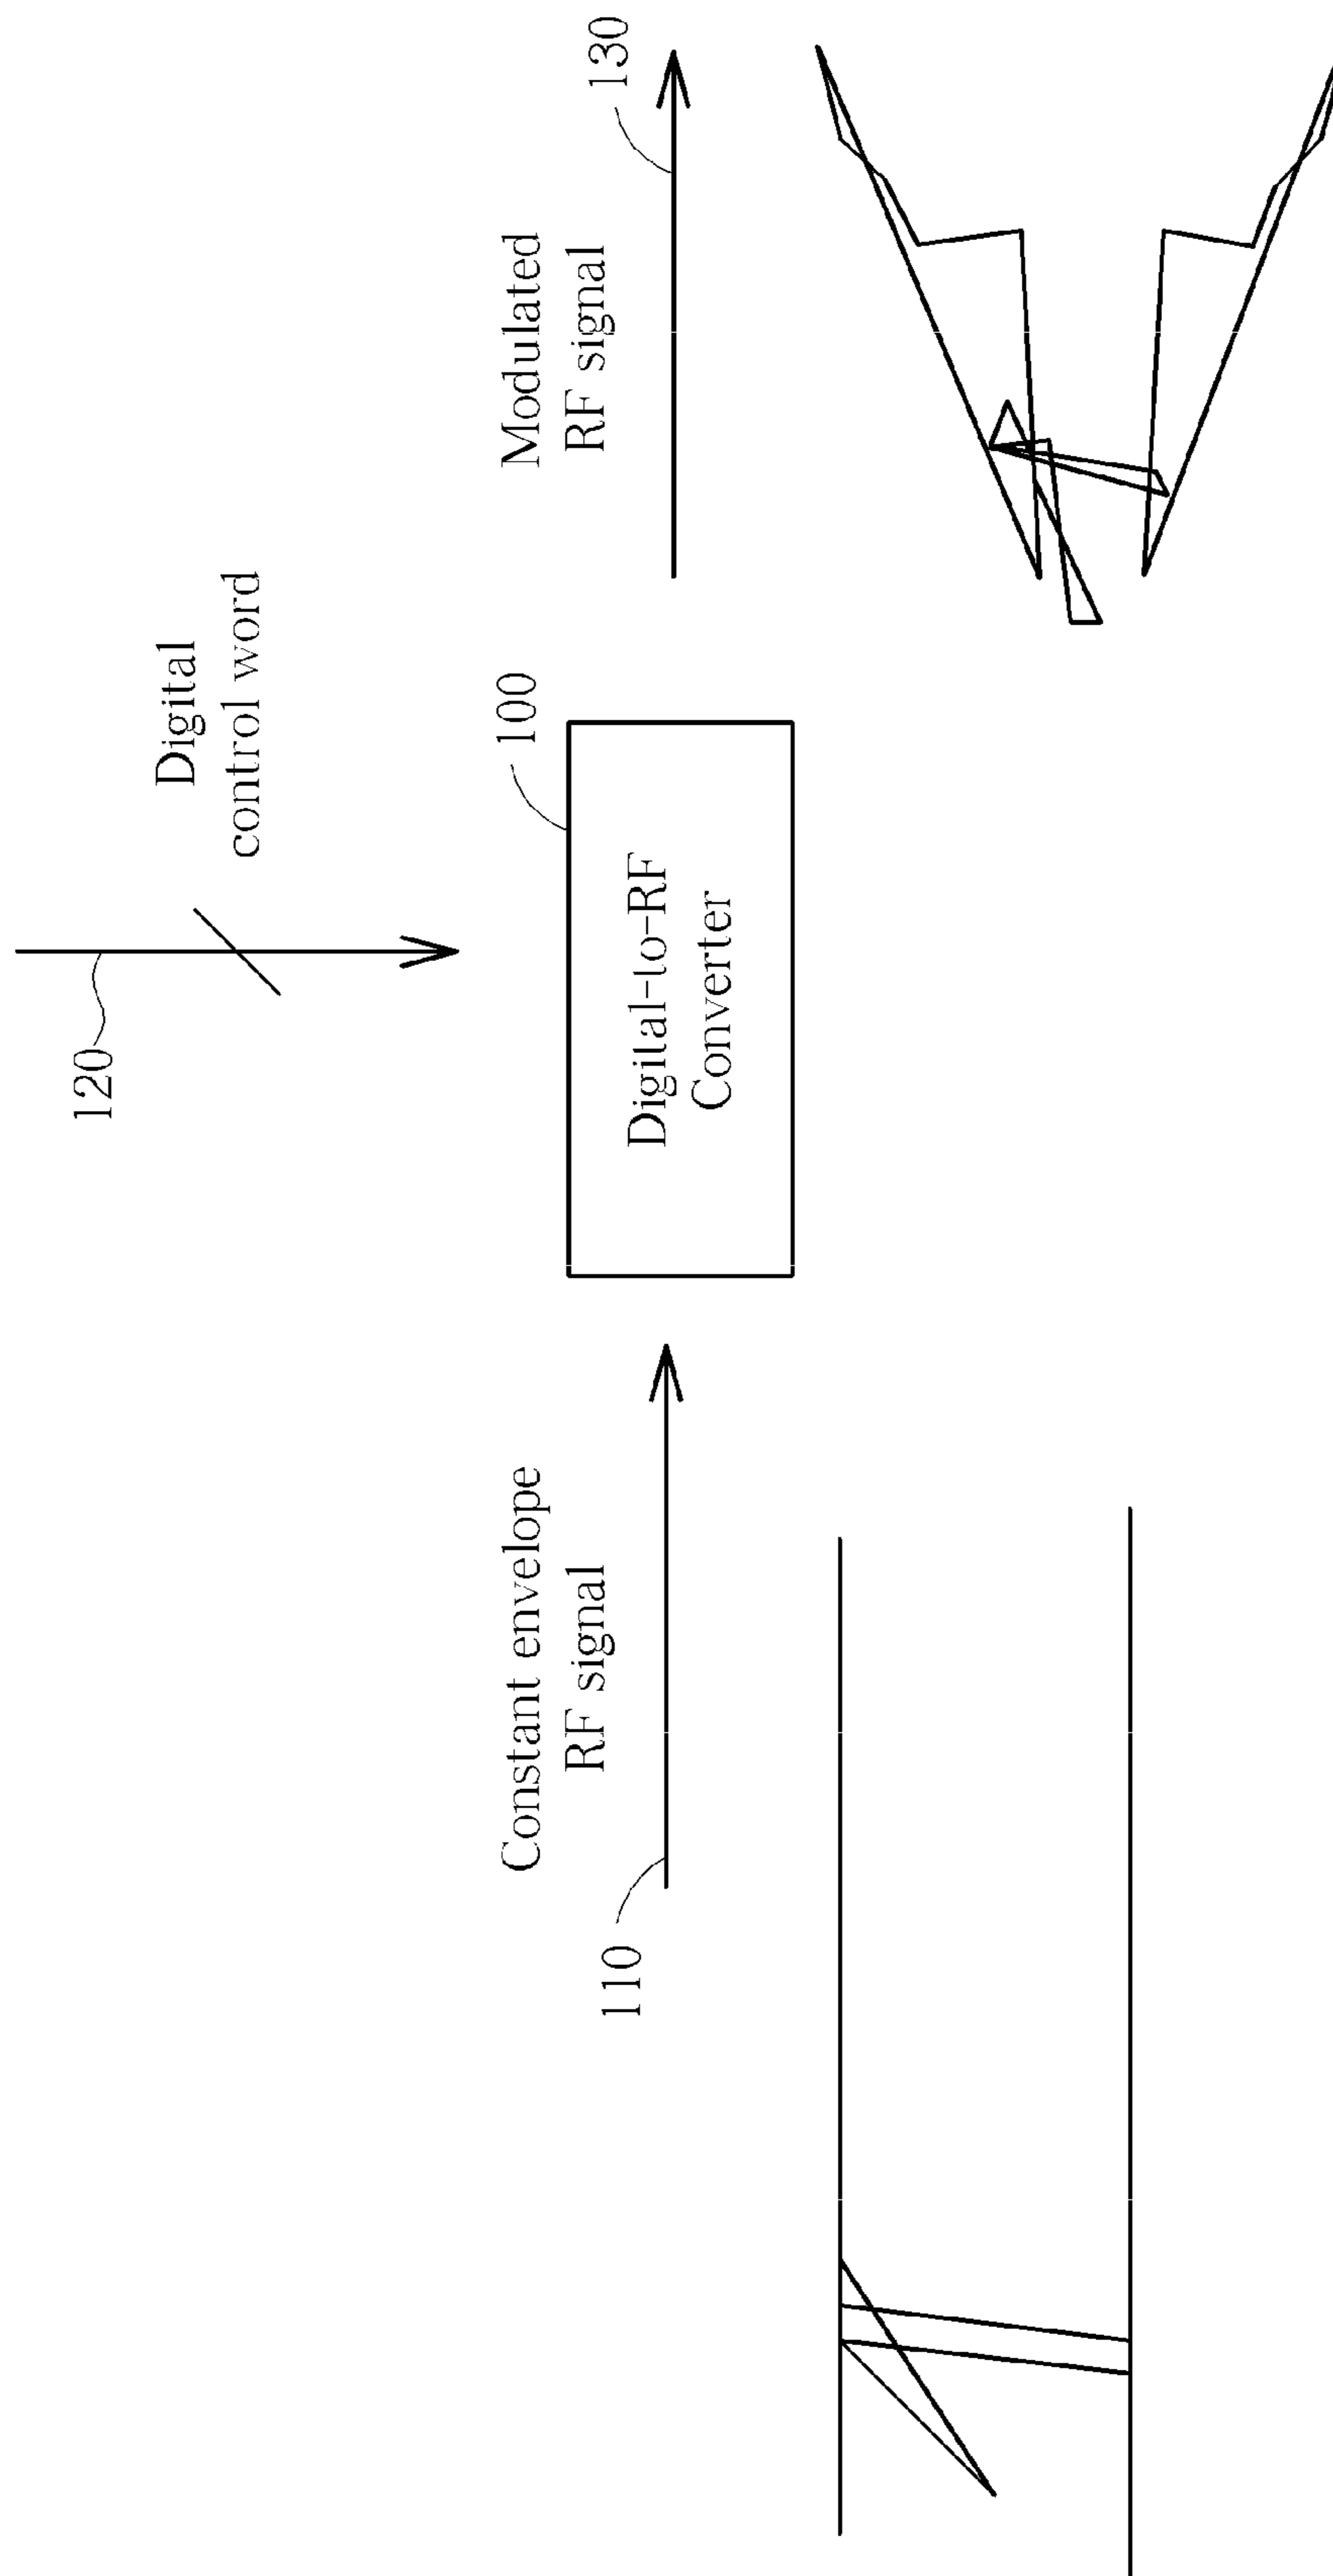 120
Digital
control word
110
Constant envelope
RF signal
100
Digital-to-RF
Converter
Modulated
RF signal
130